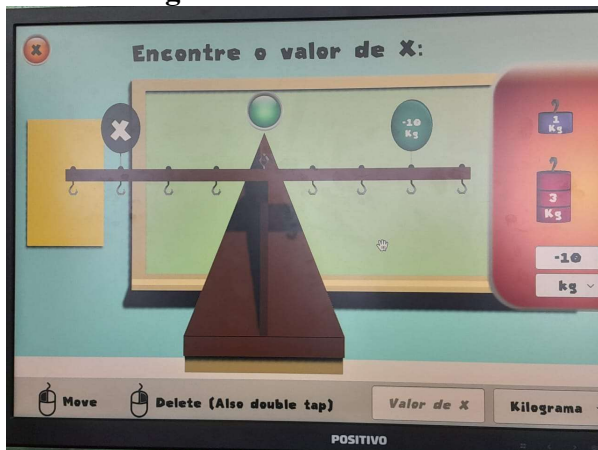 Encontre o valor de X:
X
-10
Kg
1
Kg
3
Kg
-10
kg
Move
Delete (Also double tap)
Valor de X
Kilograma
POSITIVO